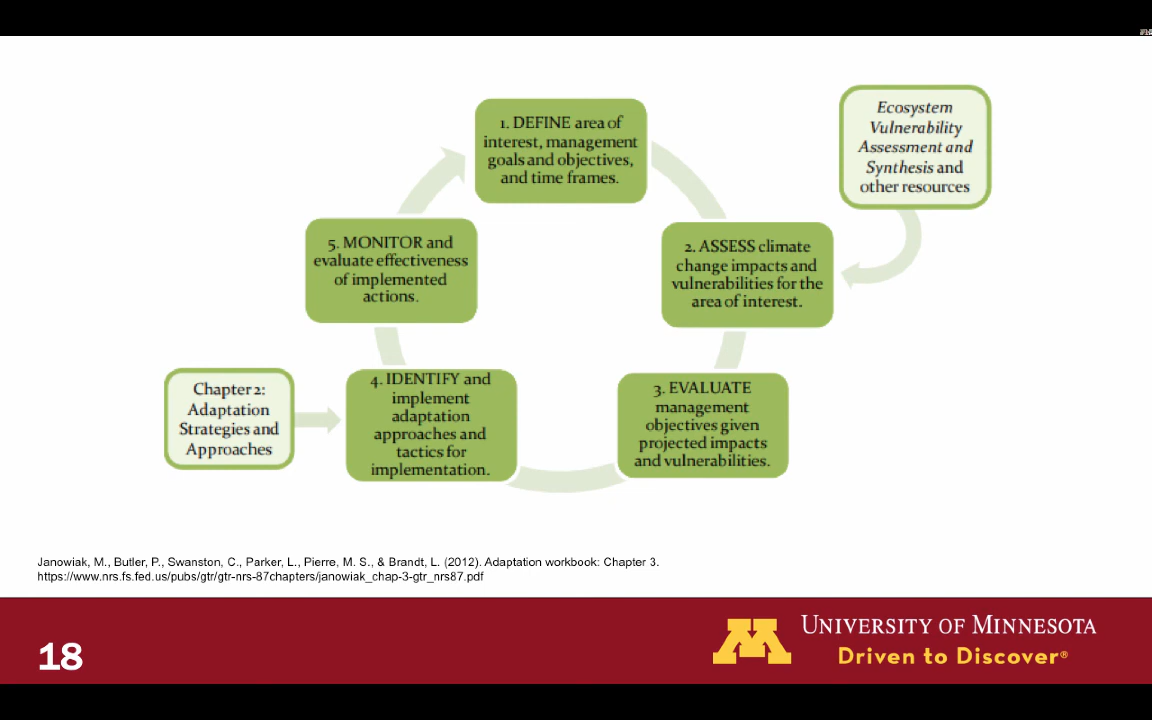 1. DEFINE area of
interest, management
goals and objectives,
and time frames.
Ecosystem
Vulnerability
Assessment and
Synthesis and
other resources
2. ASSESS climate
change impacts and
vulnerabilities for the
area of interest.
3. EVALUATE
management
objectives given
projected impacts
and vulnerabilities.
4. IDENTIFY and
implement
adaptation
approaches and
tactics for
implementation.
Chapter 2:
Adaptation
Strategies and
Approaches
5. MONITOR and
evaluate effectiveness
of implemented
actions.
Janowiak, M., Butler, P., Swanston, C., Parker, L., Pierre, M. S., & Brandt, L. (2012). Adaptation workbook: Chapter 3.
https://www.nrs.fs.fed.us/pubs/gtr/gtr-nrs-87chapters/janowiak_chap-3-gtr_nrs87.pdf
18
M
UNIVERSITY OF MINNESOTA
Driven to Discover®